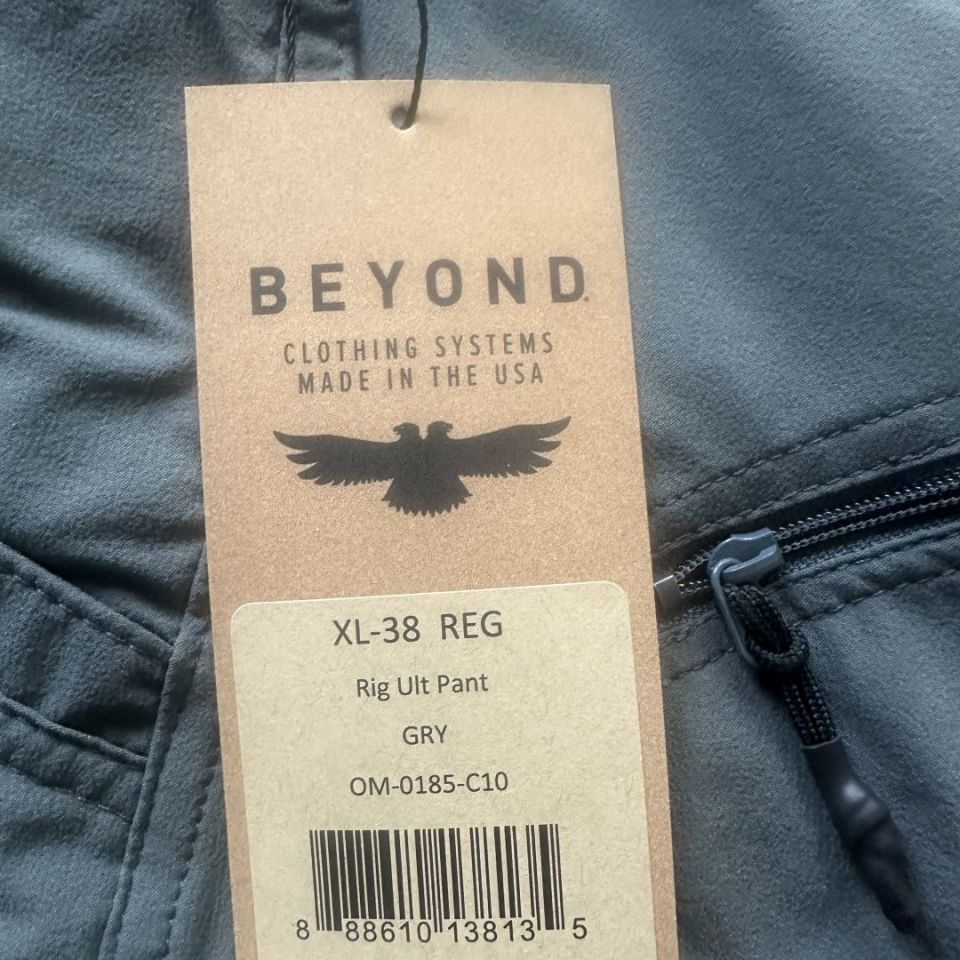 BEYOND.
CLOTHING SYSTEMS
MADE IN THE USA
XL-38 REG
Rig Ult Pant
GRY
OM-0185-C10
8 88610 13813 5